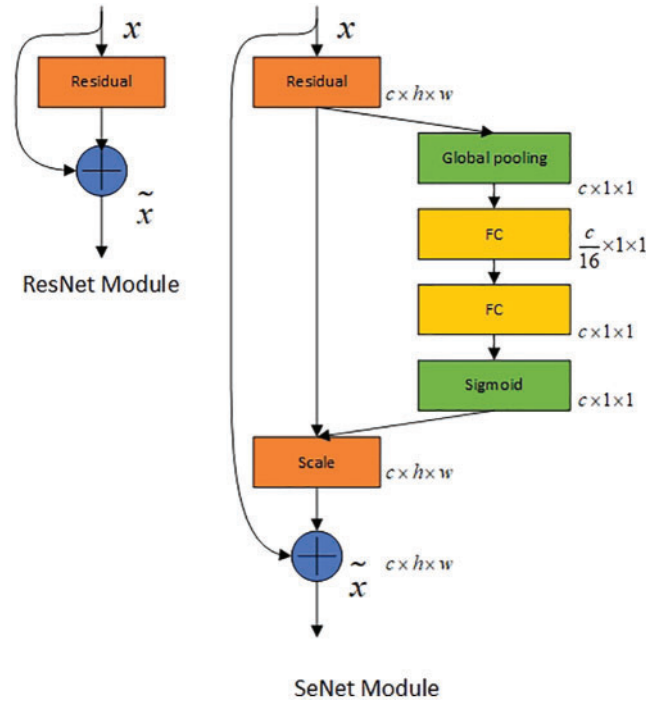 x
Residual
x̃
ResNet Module
x
Residual
c × h × w
Global pooling
c × 1 × 1
FC
c/16 × 1 × 1
FC
c × 1 × 1
Sigmoid
c × 1 × 1
Scale
c × h × w
x̃
c × h × w
SeNet Module